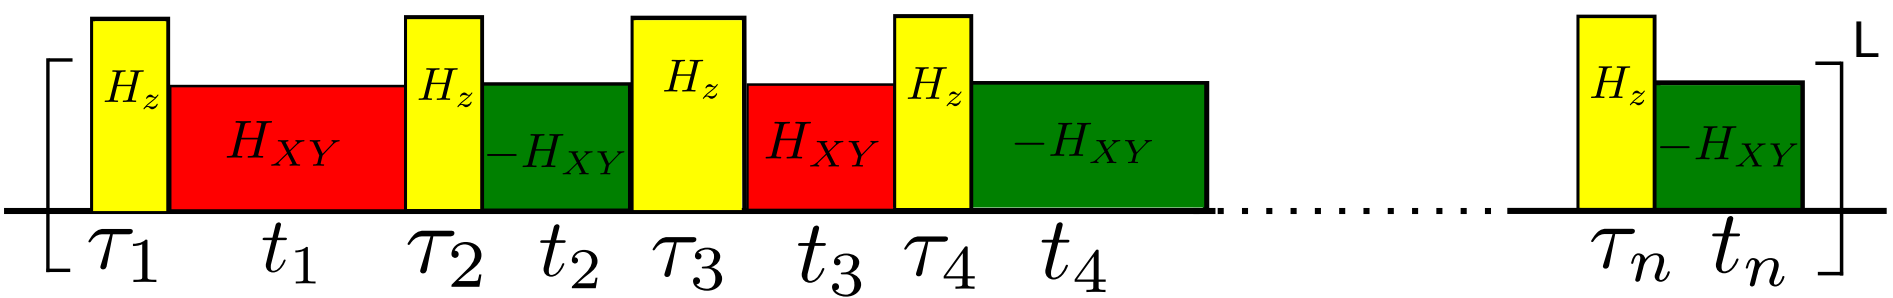 L
H_z H_XY H_z −H_XY H_z H_XY H_z −H_XY H_z −H_XY
τ_1 t_1 τ_2 t_2 τ_3 t_3 τ_4 t_4 τ_n t_n